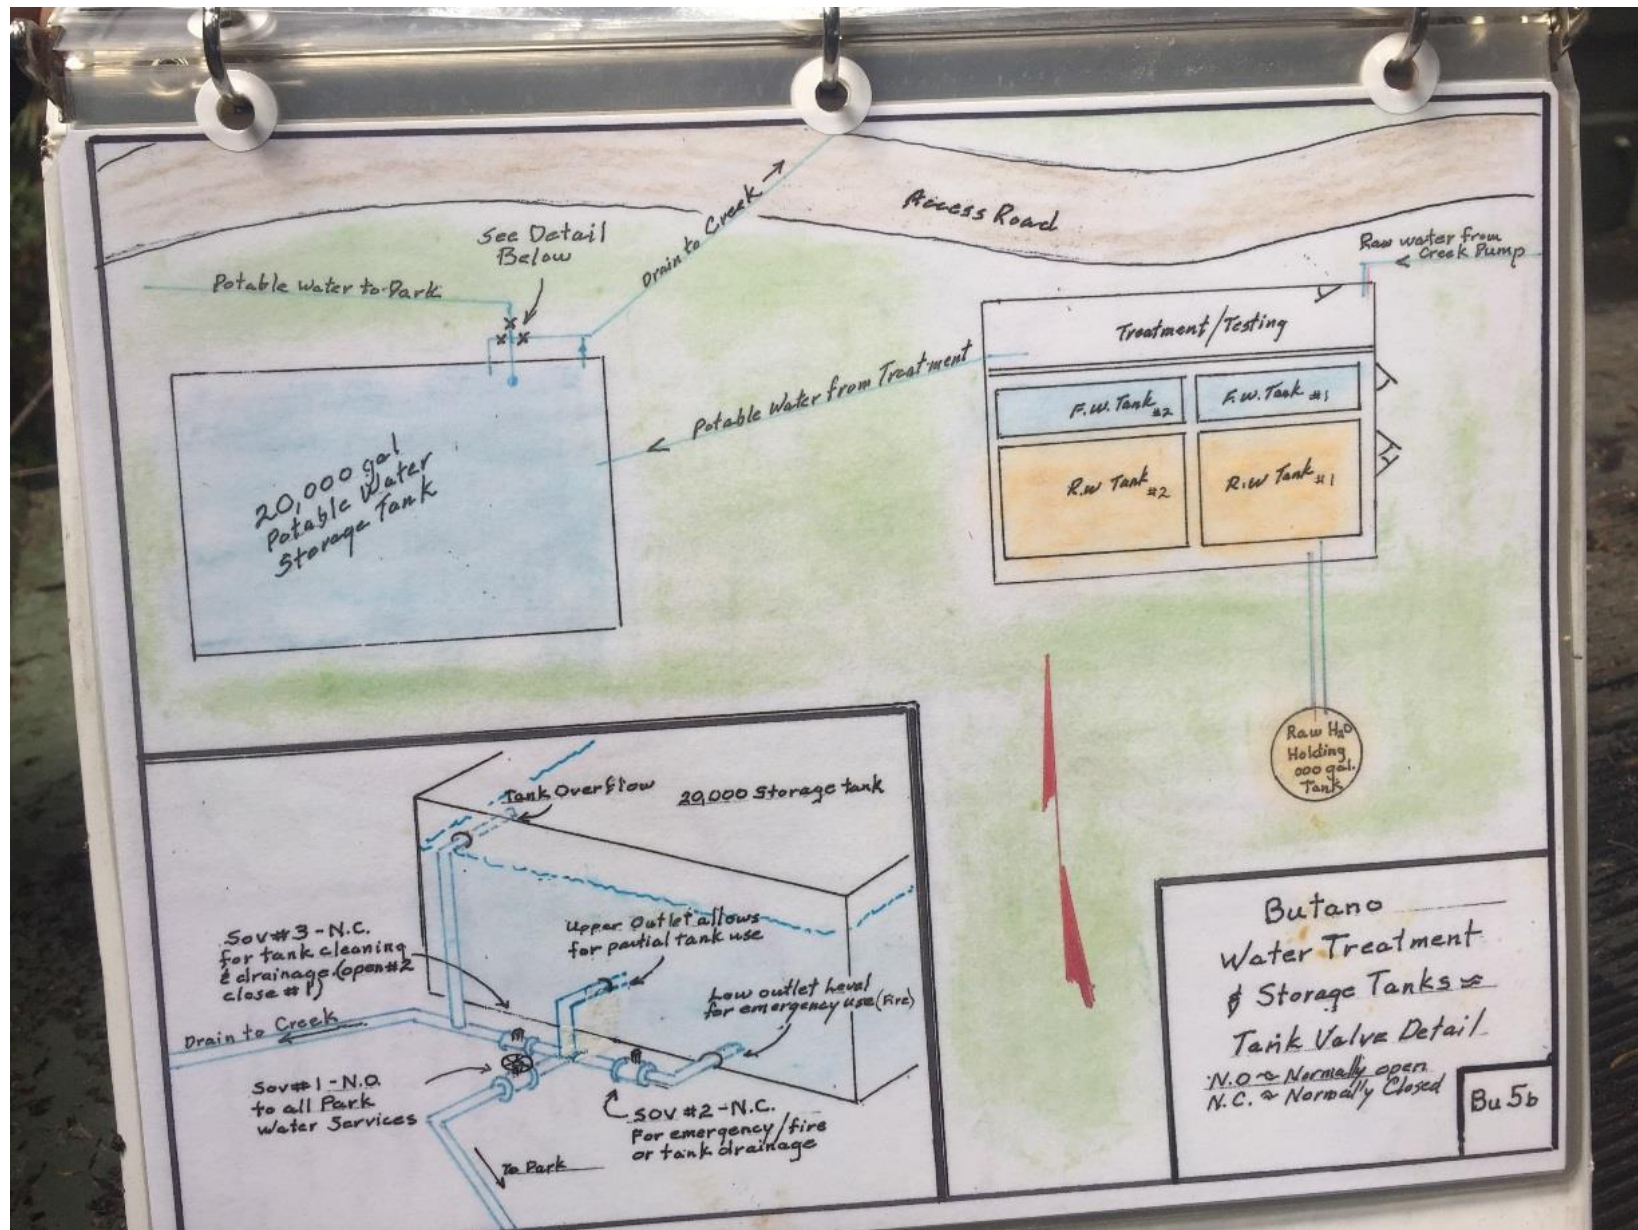 Access Road
See Detail
Below
Drain to Creek
Raw water from
Creek Pump
Potable water to Park
Treatment/Testing
Potable Water from Treatment
F.W. Tank #2
F.W. Tank #1
R.W Tank #2
R.W Tank #1
20,000 gal
Potable Water
Storage Tank
Raw H2O
Holding
000 gal.
Tank
Tank Overflow
20,000 Storage tank
Upper Outlet allows
for partial tank use
Sov#3-N.C.
for tank cleaning
& drainage (open#2
close #1)
Low outlet Level
for emergency use (Fire)
Drain to Creek
Sov#1-N.O.
to all Park
Water Services
SOV #2-N.C.
For emergency/fire
or tank drainage
To Park
Butano
Water Treatment
& Storage Tanks ≈
Tank Valve Detail
N.O ~ Normally open
N.C. ~ Normally Closed
Bu5b